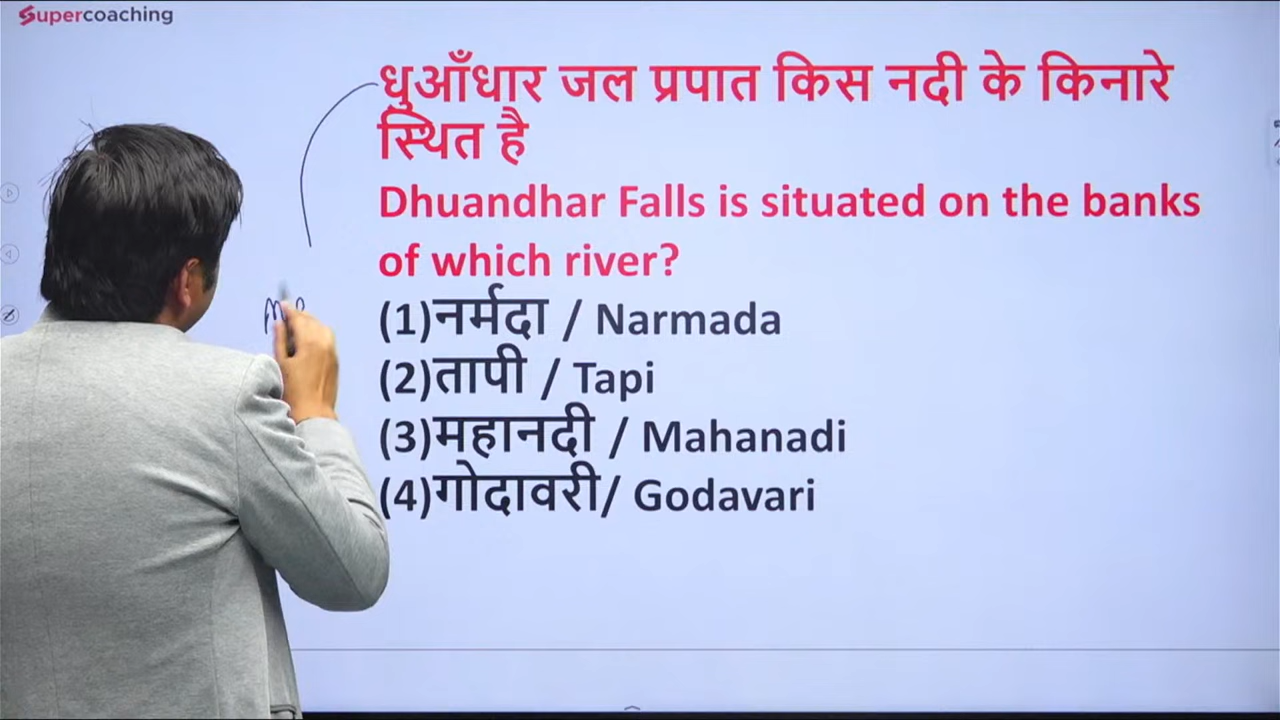 Supercoaching
धुआँधार जल प्रपात किस नदी के किनारे
स्थित है
Dhuandhar Falls is situated on the banks
of which river?
(1)नर्मदा / Narmada
(2)तापी / Tapi
(3)महानदी / Mahanadi
(4)गोदावरी/ Godavari